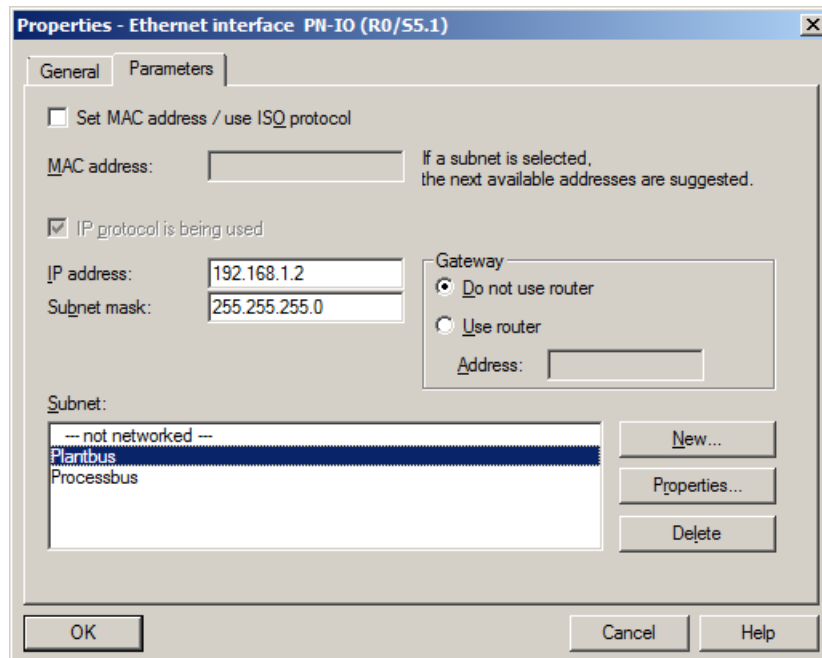 Properties - Ethernet interface PN-IO (R0/S5.1)
General
Parameters
Set MAC address / use ISO protocol
MAC address:
If a subnet is selected,
the next available addresses are suggested.
IP protocol is being used
IP address:
192.168.1.2
Subnet mask:
255.255.255.0
Gateway
Do not use router
Use router
Address:
Subnet:
--- not networked ---
Plantbus
Processbus
New...
Properties...
Delete
OK
Cancel
Help